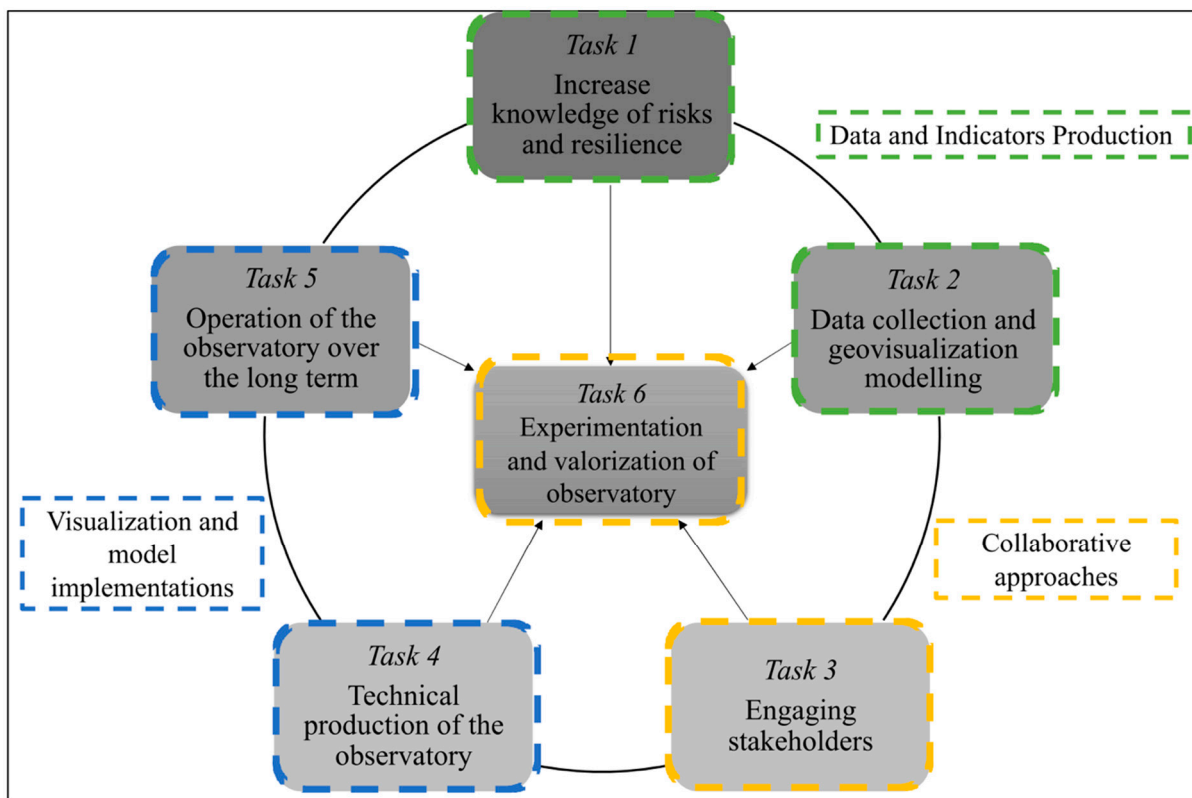 Task 1
Increase
knowledge of risks
and resilience
Data and Indicators Production
Task 5
Operation of the
observatory over
the long term
Task 2
Data collection and
geovisualization
modelling
Task 6
Experimentation
and valorization of
observatory
Visualization and
model
implementations
Collaborative
approaches
Task 4
Technical
production of the
observatory
Task 3
Engaging
stakeholders